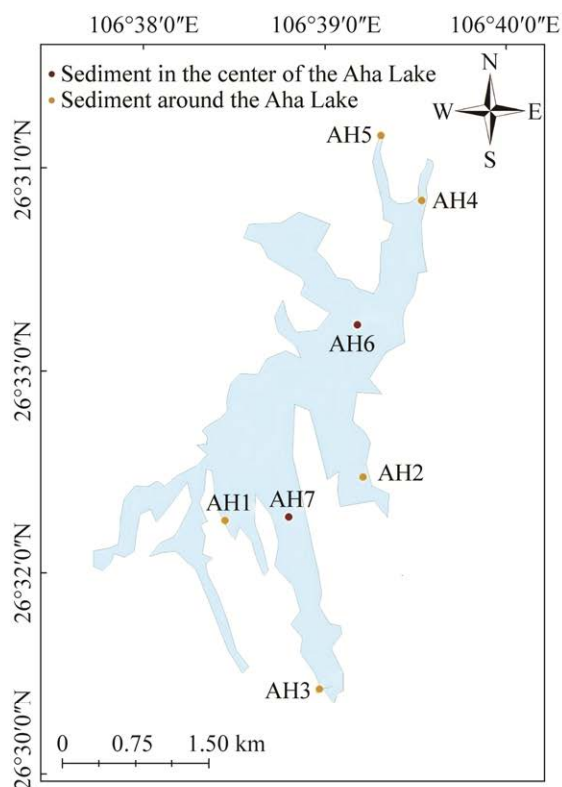 106°38′0″E 106°39′0″E 106°40′0″E
Sediment in the center of the Aha Lake
Sediment around the Aha Lake
N
W E
S
26°31′0″N
26°33′0″N
26°32′0″N
26°30′0″N
AH5
AH4
AH6
AH2
AH1
AH7
AH3
0 0.75 1.50 km